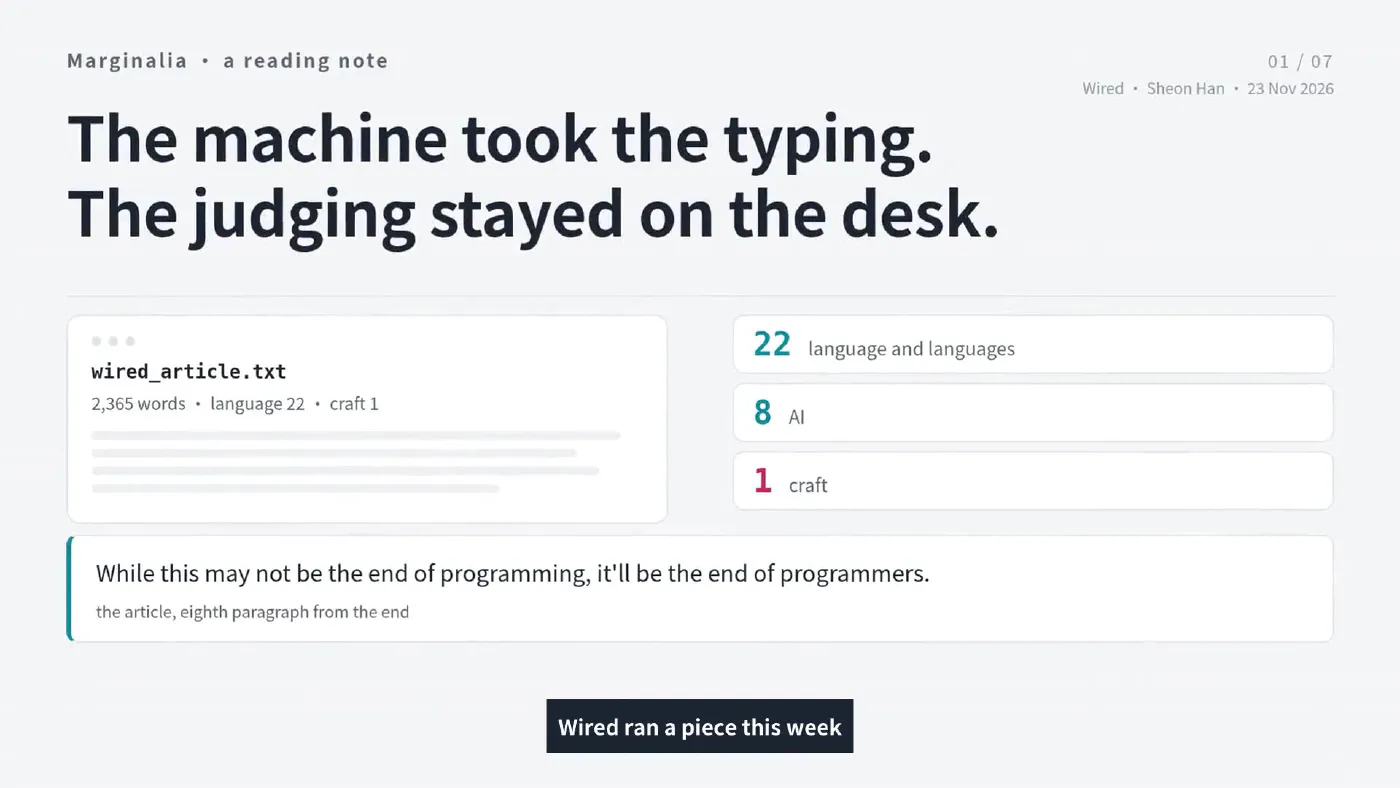 Marginalia • a reading note
01 / 07
Wired • Sheon Han • 23 Nov 2026
The machine took the typing.
The judging stayed on the desk.
wired_article.txt
2,365 words • language 22 • craft 1
22 language and languages
8 AI
1 craft
While this may not be the end of programming, it'll be the end of programmers.
the article, eighth paragraph from the end
Wired ran a piece this week